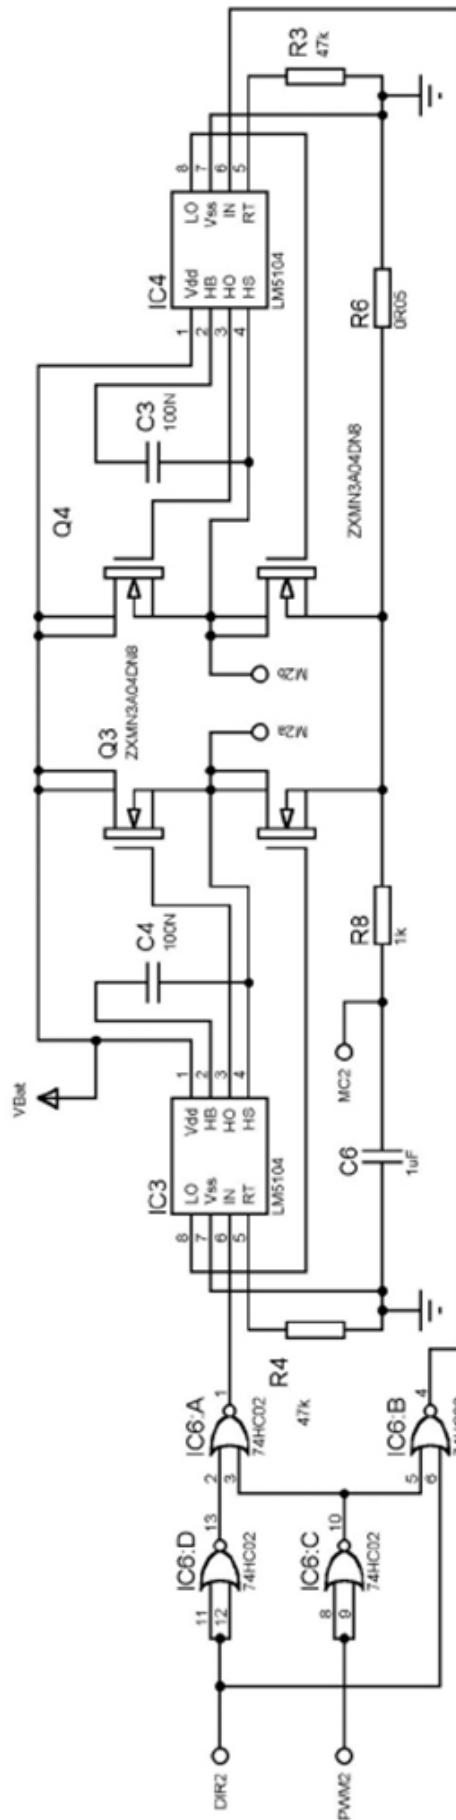 VBat
DIR2
PWM2
11
12
IC6:D
74HC02
13
8
9
IC6:C
74HC02
10
2
3
IC6:A
74HC02
1
5
6
IC6:B
4
R4
47k
IC3
LM5104
8
7
6
5
LO
Vss
IN
RT
Vdd
HB
HO
HS
1
2
3
4
C4
100N
C6
1uF
MC2
R8
1k
Q3
ZXMN3A04DN8
M2a
M2b
Q4
ZXMN3A04DN8
C3
100N
R6
0R05
IC4
LM5104
1
2
3
4
Vdd
HB
HO
HS
LO
Vss
IN
RT
8
7
6
5
R3
47k